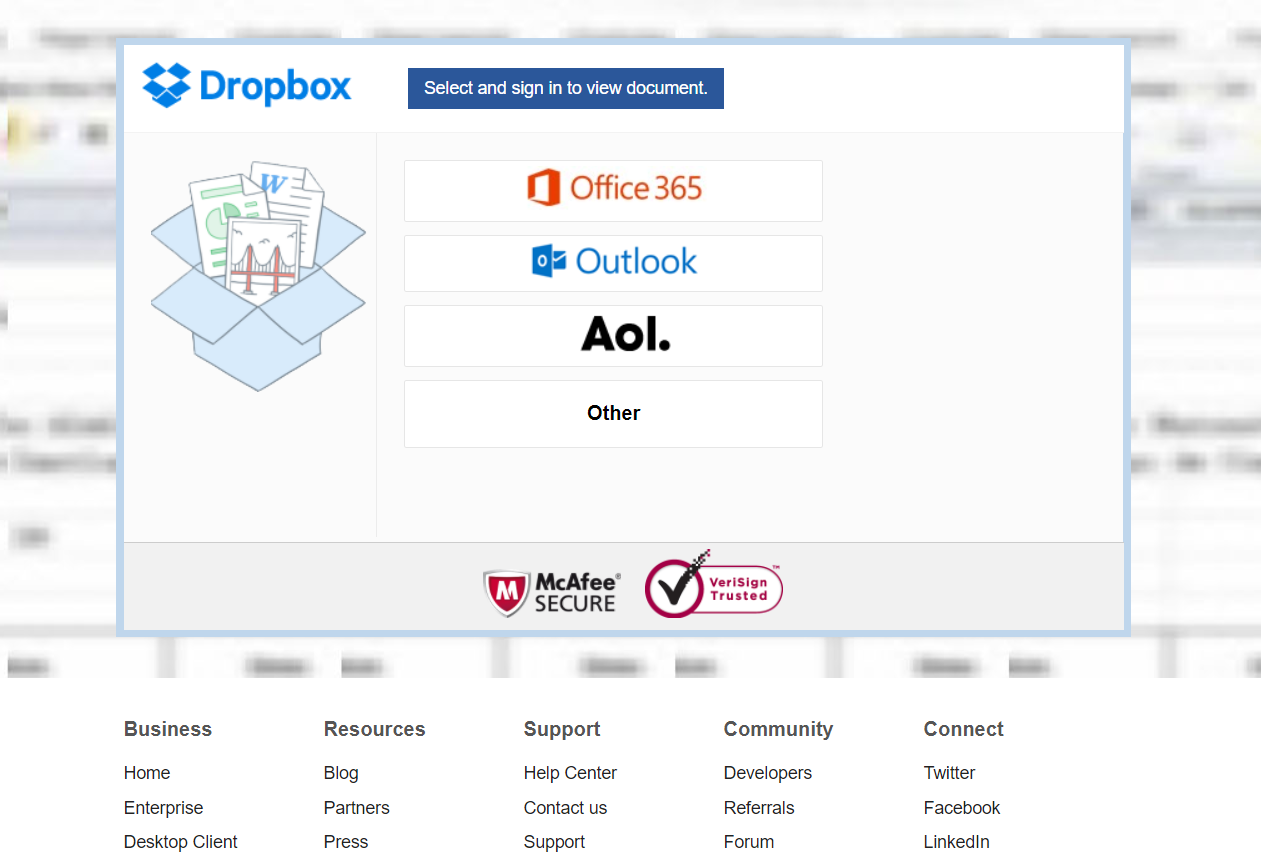 Dropbox
Select and sign in to view document.
W
Office 365
Outlook
Aol.
Other
McAfee®
SECURE
VeriSign™
Trusted
Business Resources Support Community Connect
Home Blog Help Center Developers Twitter
Enterprise Partners Contact us Referrals Facebook
Desktop Client Press Support Forum LinkedIn